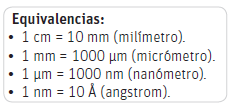 Equivalencias:
• 1 cm = 10 mm (milímetro).
• 1 mm = 1000 µm (micrómetro).
• 1 µm = 1000 nm (nanómetro).
• 1 nm = 10 Å (angstrom).